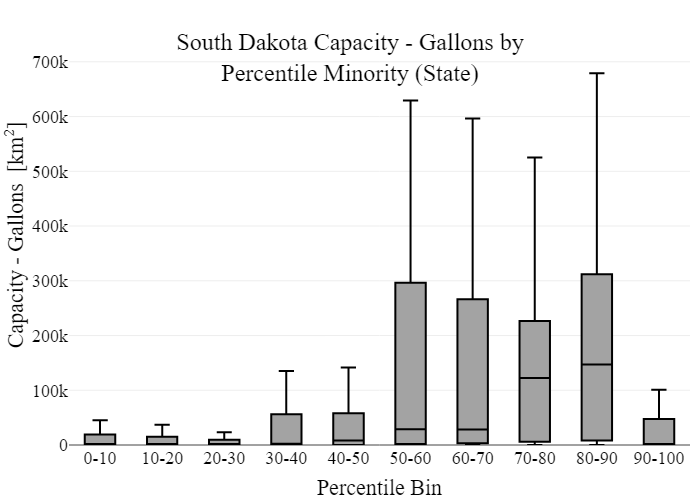 South Dakota Capacity - Gallons by
Percentile Minority (State)
Capacity - Gallons [km²]
700k
600k
500k
400k
300k
200k
100k
0
0-10 10-20 20-30 30-40 40-50 50-60 60-70 70-80 80-90 90-100
Percentile Bin